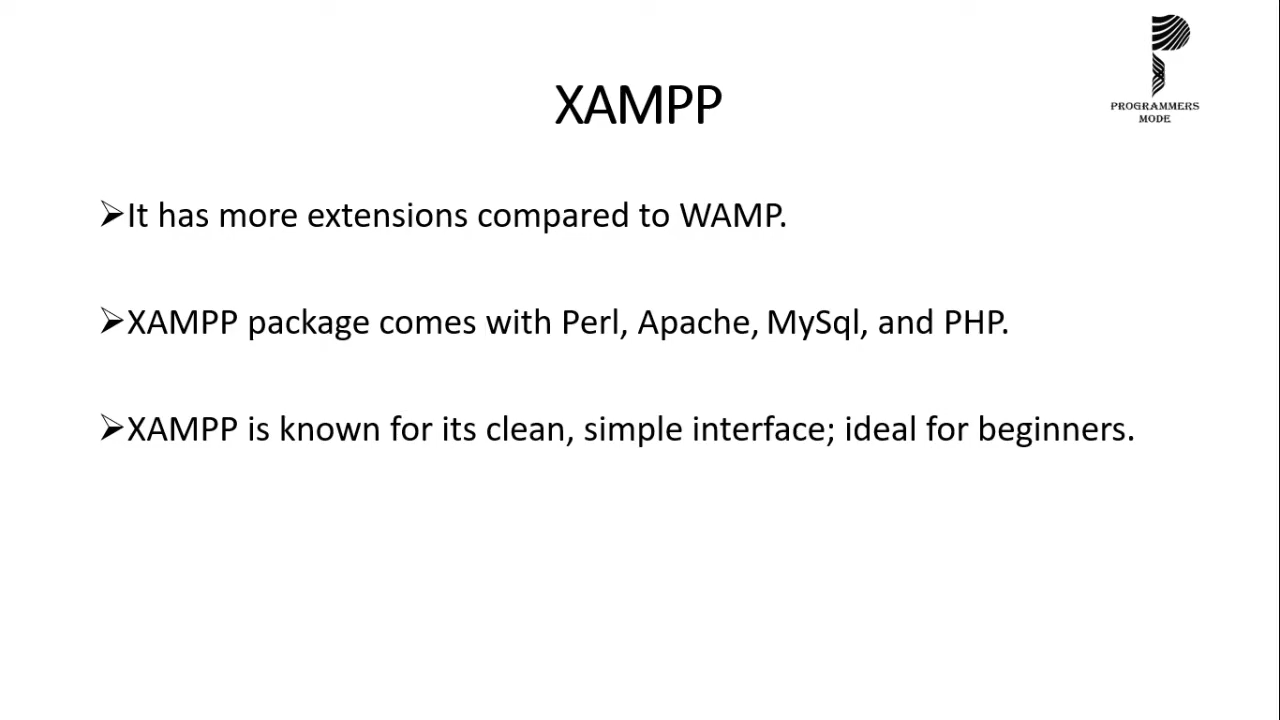 PROGRAMMERS
MODE
XAMPP
➢It has more extensions compared to WAMP.
➢XAMPP package comes with Perl, Apache, MySql, and PHP.
➢XAMPP is known for its clean, simple interface; ideal for beginners.